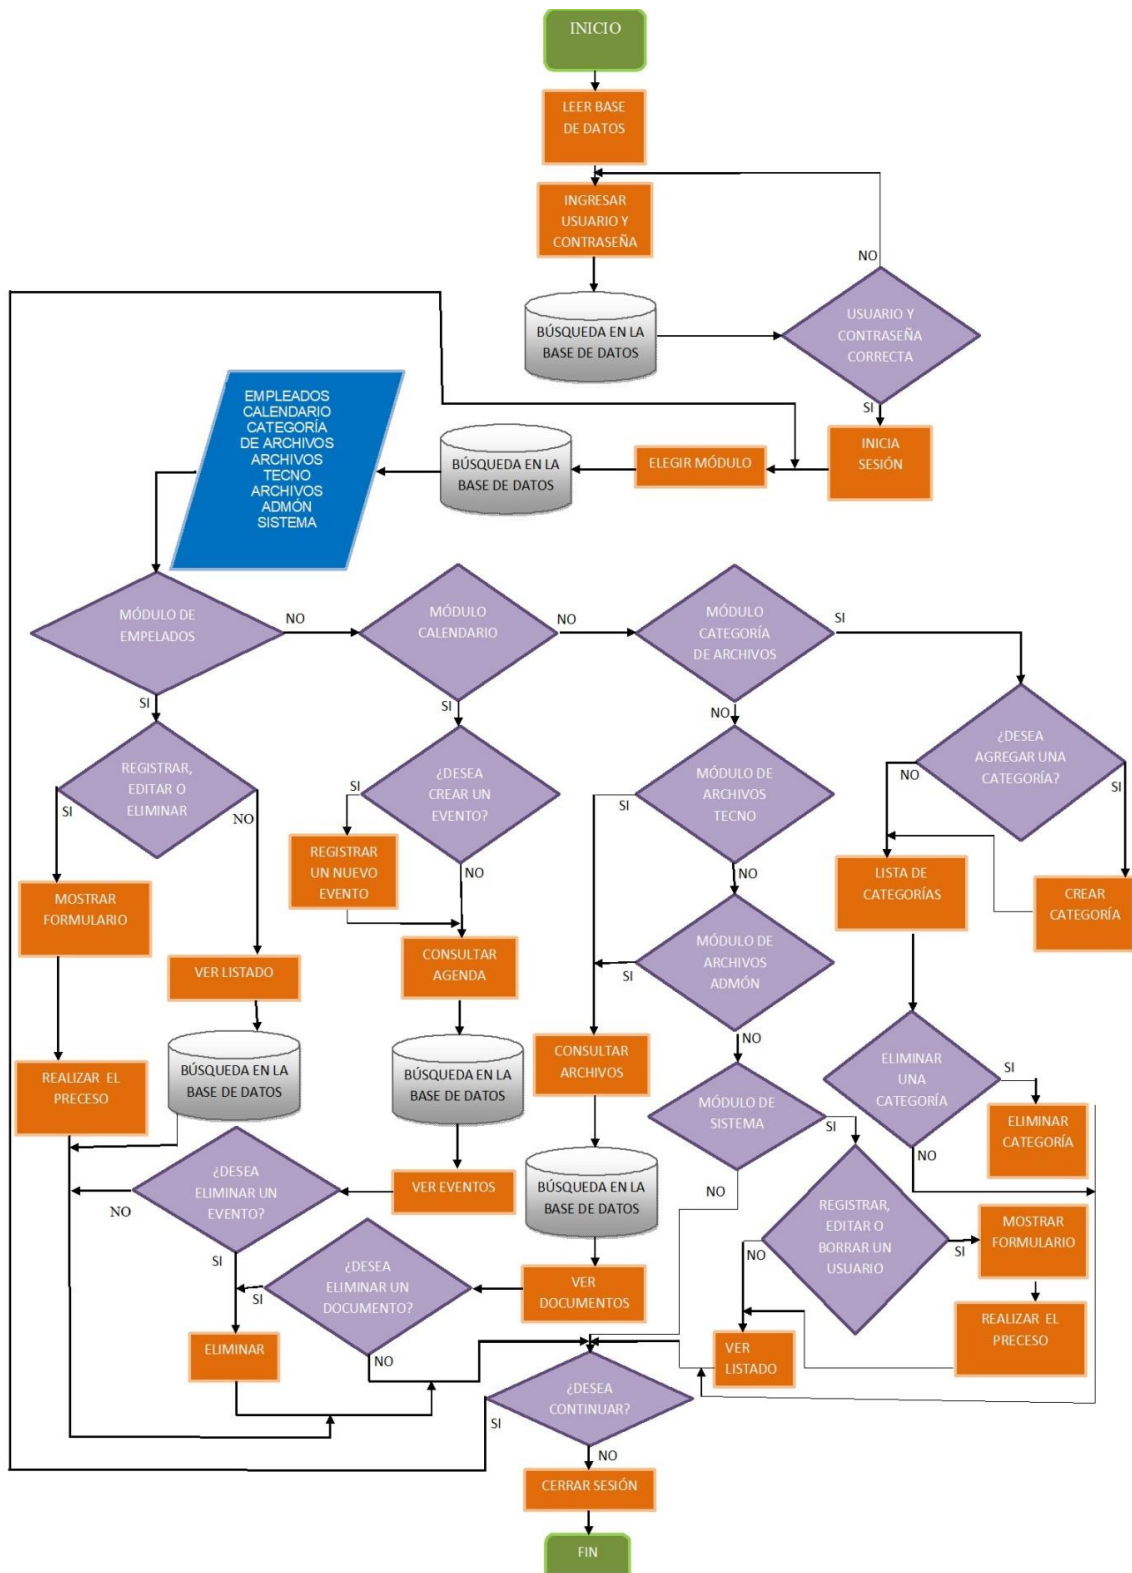 INICIO
LEER BASE
DE DATOS
INGRESAR
USUARIO Y
CONTRASEÑA
NO
BÚSQUEDA EN LA
BASE DE DATOS
USUARIO Y
CONTRASEÑA
CORRECTA
SI
INICIA
SESIÓN
ELEGIR MÓDULO
BÚSQUEDA EN LA
BASE DE DATOS
EMPLEADOS
CALENDARIO
CATEGORÍA
DE ARCHIVOS
ARCHIVOS
TECNO
ARCHIVOS
ADMÓN
SISTEMA
MÓDULO DE
EMPELADOS
NO
MÓDULO
CALENDARIO
NO
MÓDULO
CATEGORÍA
DE ARCHIVOS
SI
SI
SI
NO
REGISTRAR,
EDITAR O
ELIMINAR
SI
NO
¿DESEA
CREAR UN
EVENTO?
SI
NO
MÓDULO DE
ARCHIVOS
TECNO
SI
NO
¿DESEA
AGREGAR UNA
CATEGORÍA?
NO
SI
REGISTRAR
UN NUEVO
EVENTO
LISTA DE
CATEGORÍAS
CREAR
CATEGORÍA
MOSTRAR
FORMULARIO
VER LISTADO
CONSULTAR
AGENDA
MÓDULO DE
ARCHIVOS
ADMÓN
SI
NO
REALIZAR EL
PRECESO
BÚSQUEDA EN LA
BASE DE DATOS
BÚSQUEDA EN LA
BASE DE DATOS
CONSULTAR
ARCHIVOS
MÓDULO DE
SISTEMA
SI
NO
ELIMINAR
UNA
CATEGORÍA
SI
NO
ELIMINAR
CATEGORÍA
¿DESEA
ELIMINAR UN
EVENTO?
NO
SI
VER EVENTOS
BÚSQUEDA EN LA
BASE DE DATOS
REGISTRAR,
EDITAR O
BORRAR UN
USUARIO
NO
SI
MOSTRAR
FORMULARIO
¿DESEA
ELIMINAR UN
DOCUMENTO?
SI
NO
VER
DOCUMENTOS
REALIZAR EL
PRECESO
ELIMINAR
VER
LISTADO
¿DESEA
CONTINUAR?
SI
NO
CERRAR SESIÓN
FIN